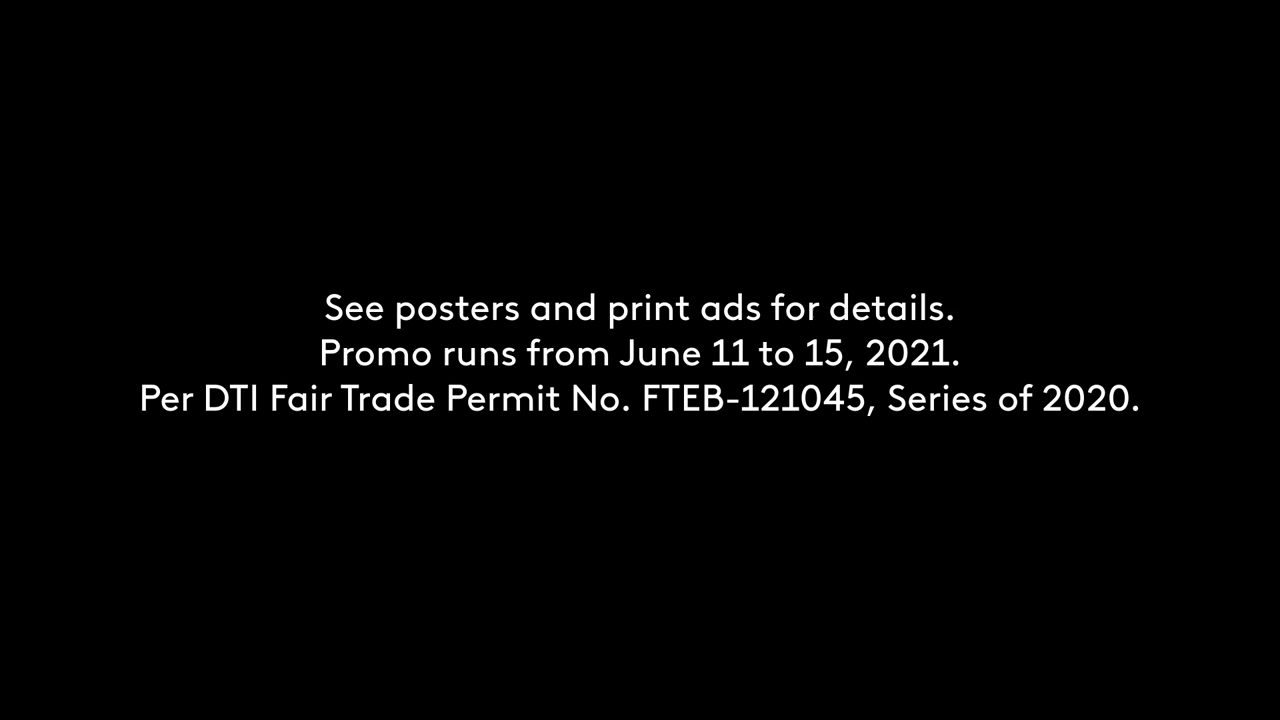 See posters and print ads for details.
Promo runs from June 11 to 15, 2021.
Per DTI Fair Trade Permit No. FTEB-121045, Series of 2020.